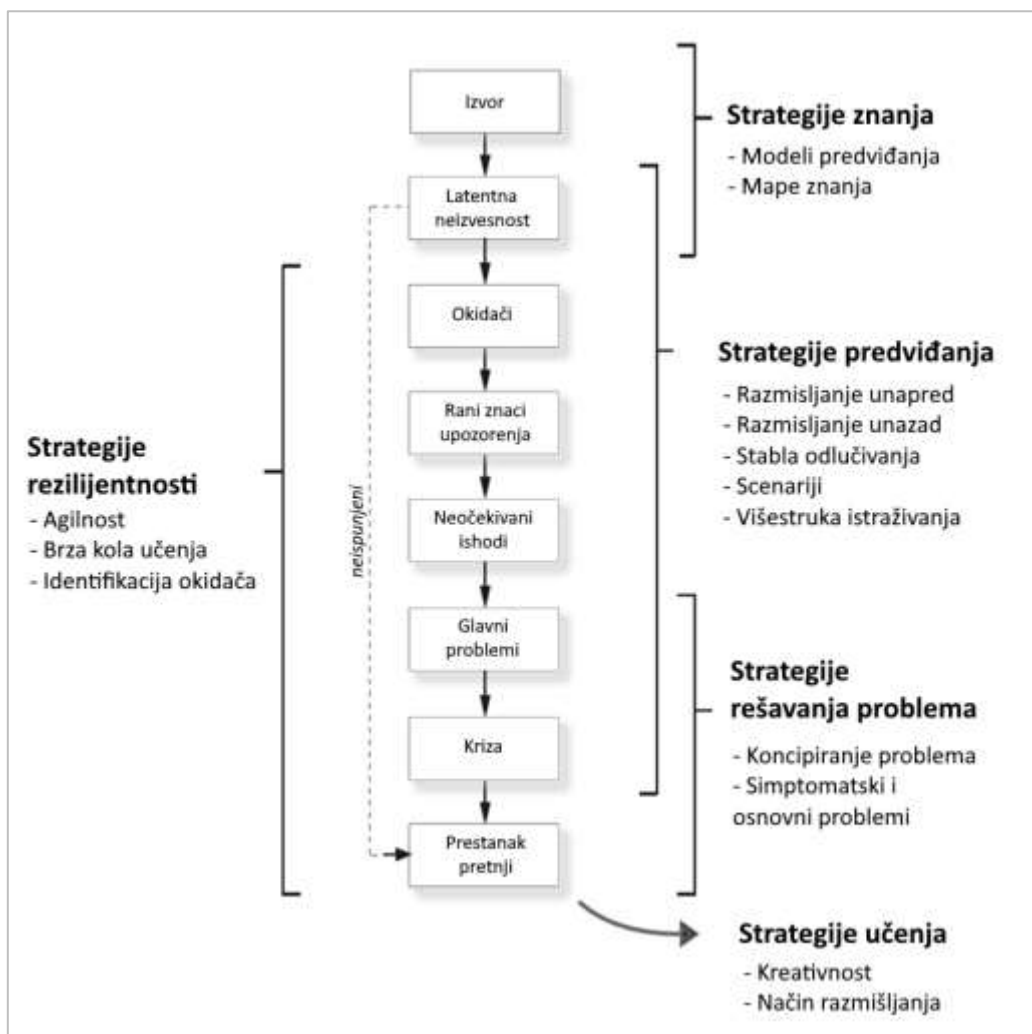 Izvor
Latentna
neizvesnost
Okidači
Rani znaci
upozorenja
Neočekivani
ishodi
Glavni
problemi
Kriza
Prestanak
pretnji
neispunjeni
Strategije
rezilijentnosti
- Agilnost
- Brza kola učenja
- Identifikacija okidača
Strategije znanja
- Modeli predviđanja
- Mape znanja
Strategije predviđanja
- Razmisljanje unapred
- Razmisljanje unazad
- Stabla odlučivanja
- Scenariji
- Višestruka istraživanja
Strategije
rešavanja problema
- Koncipiranje problema
- Simptomatski i
osnovni problemi
Strategije učenja
- Kreativnost
- Način razmišljanja